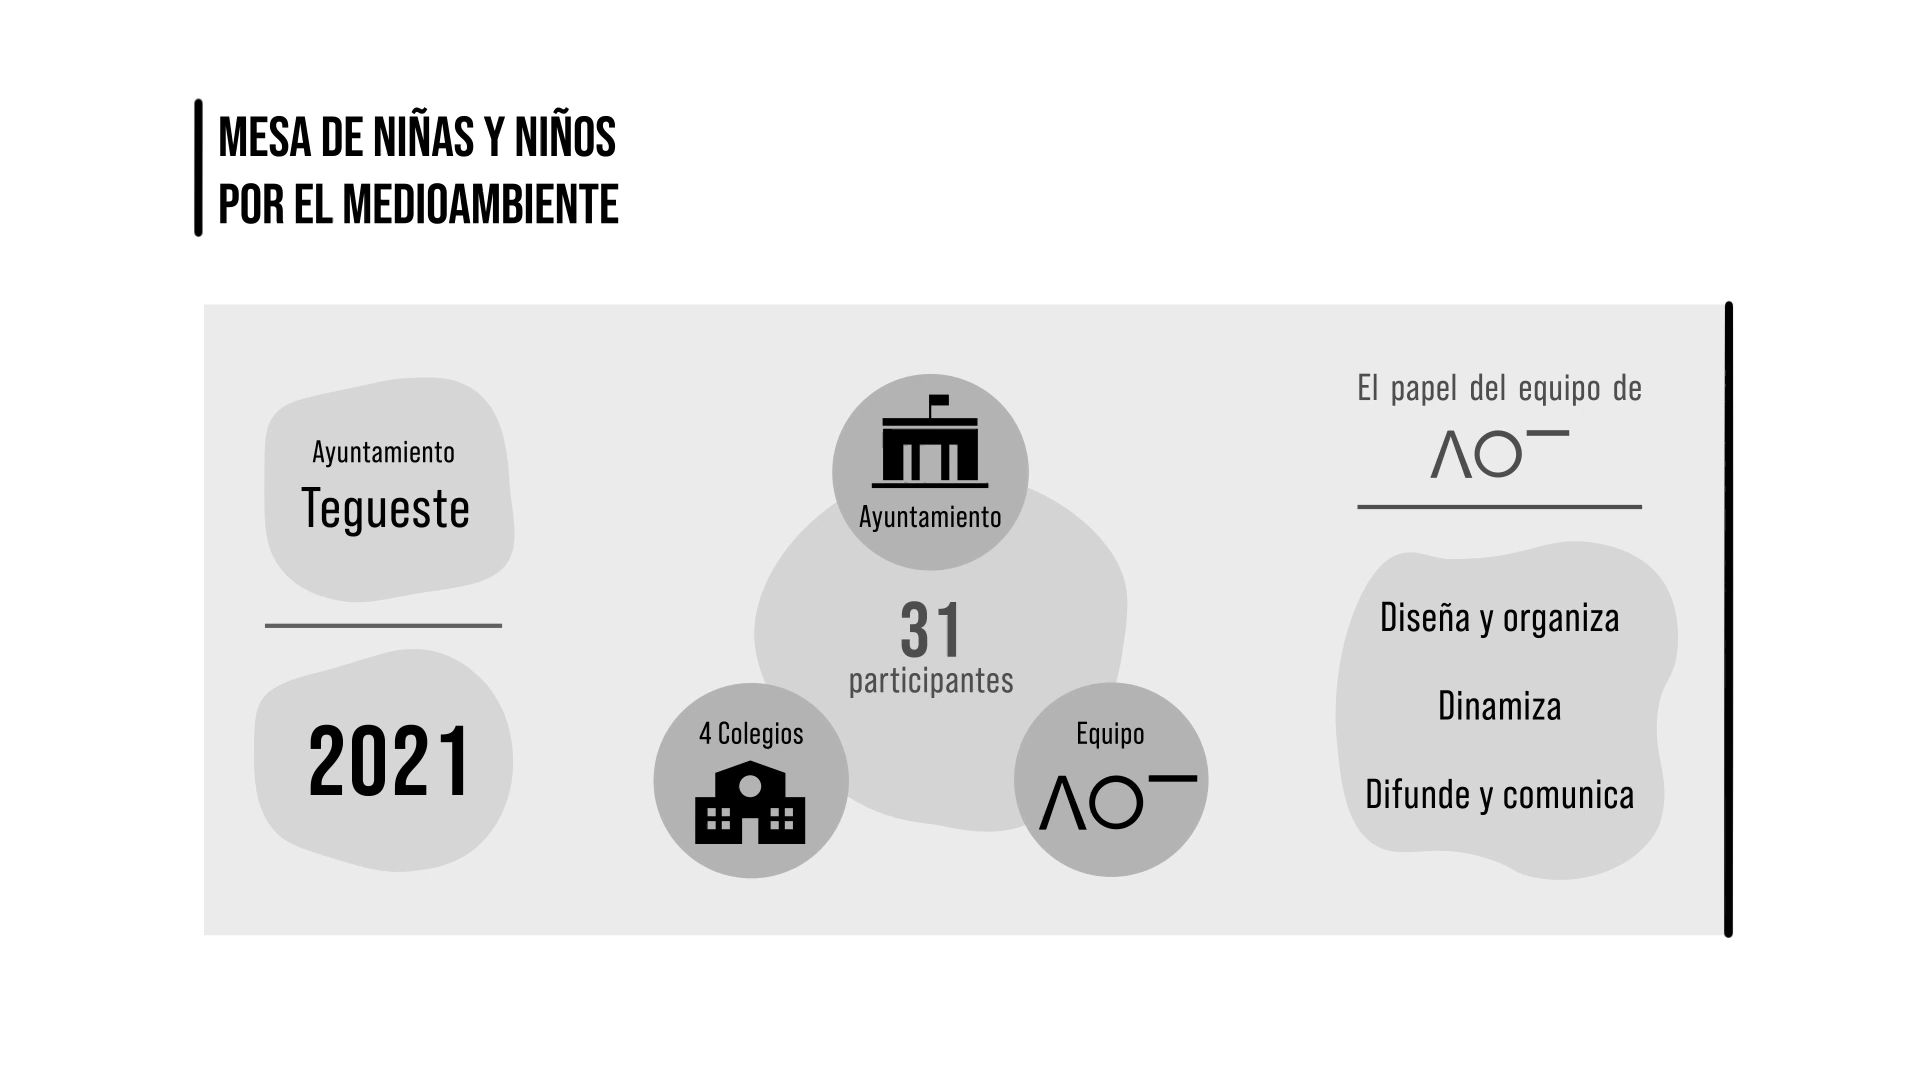 MESA DE NIÑAS Y NIÑOS
POR EL MEDIOAMBIENTE
Ayuntamiento
Tegueste
2021
Ayuntamiento
31
participantes
4 Colegios
Equipo
ΛO‾
El papel del equipo de
ΛO‾
Diseña y organiza
Dinamiza
Difunde y comunica